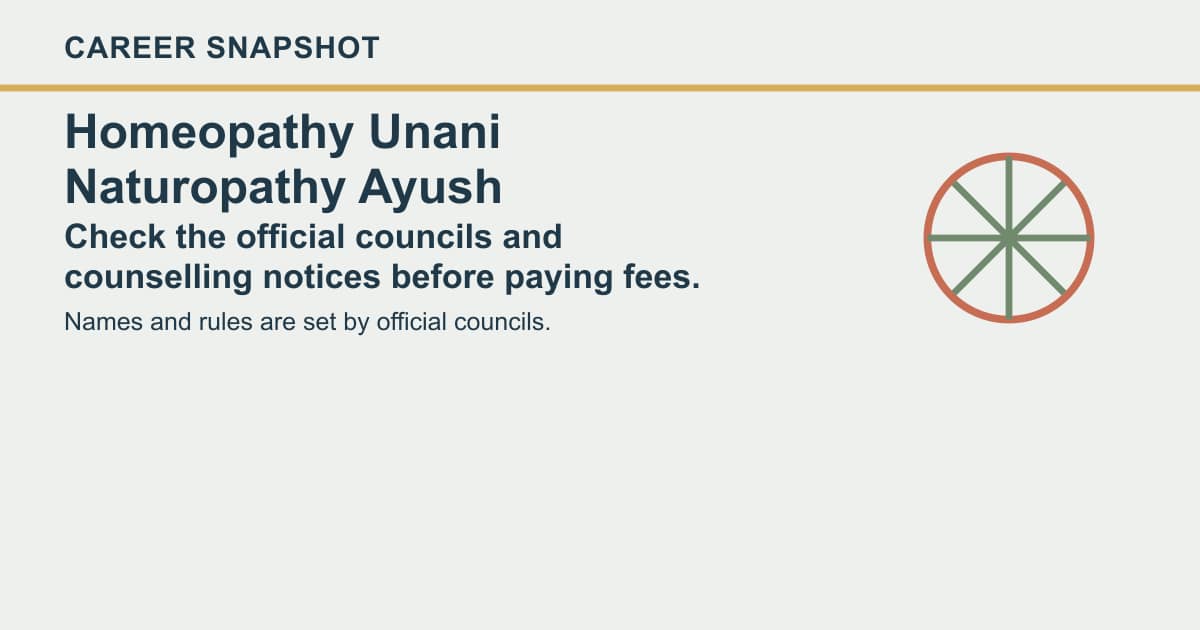 CAREER SNAPSHOT
Homeopathy Unani
Naturopathy Ayush
Check the official councils and
counselling notices before paying fees.
Names and rules are set by official councils.